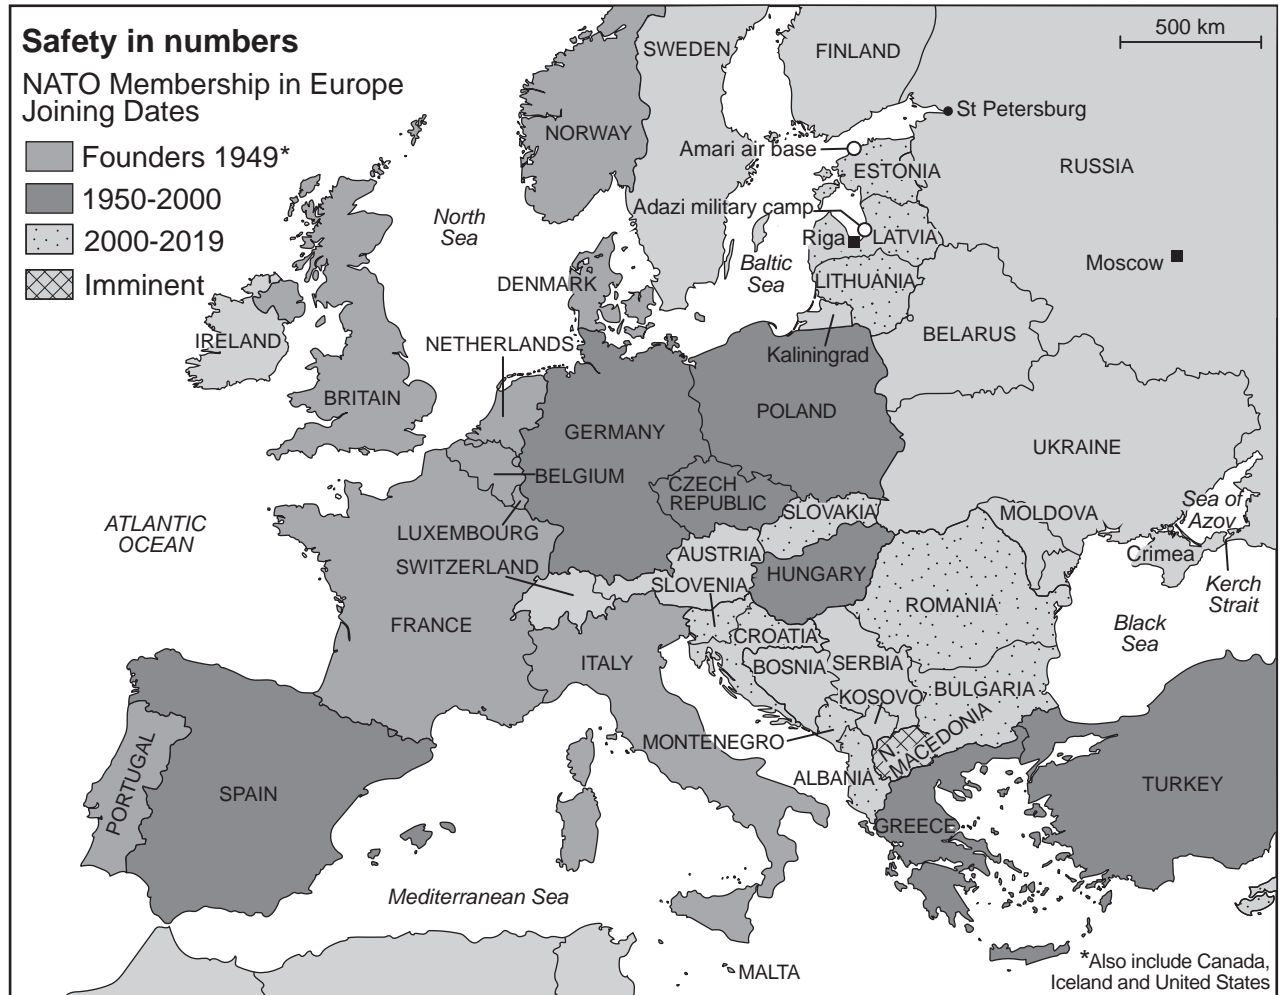 Safety in numbers
NATO Membership in Europe
Joining Dates
Founders 1949*
1950-2000
2000-2019
Imminent
500 km
SWEDEN
FINLAND
St Petersburg
NORWAY
Amari air base
ESTONIA
RUSSIA
Adazi military camp
North
Sea
Riga
LATVIA
Moscow
Baltic
Sea
DENMARK
LITHUANIA
IRELAND
NETHERLANDS
BELARUS
Kaliningrad
BRITAIN
POLAND
GERMANY
UKRAINE
BELGIUM
CZECH
REPUBLIC
Sea of
Azov
SLOVAKIA
MOLDOVA
ATLANTIC
OCEAN
LUXEMBOURG
AUSTRIA
Crimea
SWITZERLAND
HUNGARY
SLOVENIA
Kerch
Strait
ROMANIA
FRANCE
Black
Sea
CROATIA
ITALY
BOSNIA
SERBIA
KOSOVO
BULGARIA
MONTENEGRO
N.
MACEDONIA
ALBANIA
PORTUGAL
SPAIN
TURKEY
GREECE
Mediterranean Sea
MALTA
*Also include Canada,
Iceland and United States